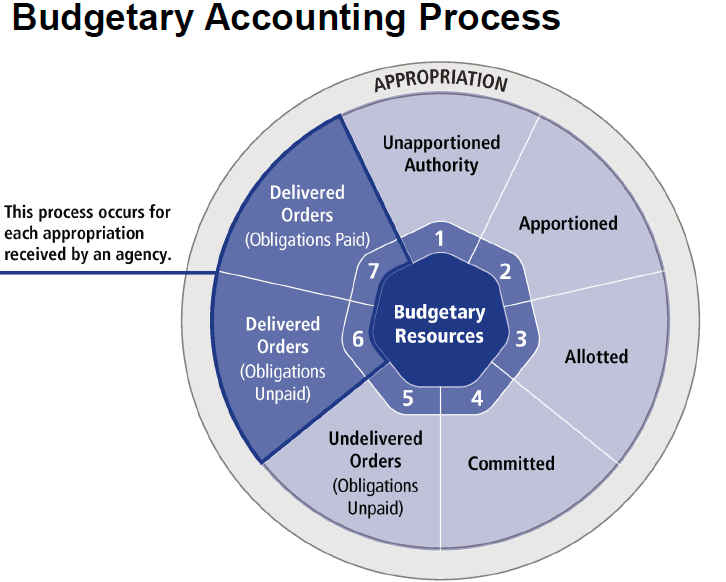 Budgetary Accounting Process
APPROPRIATION
Unapportioned
Authority
1
Apportioned
2
Allotted
3
Committed
4
Undelivered
Orders
(Obligations
Unpaid)
5
Delivered
Orders
(Obligations
Unpaid)
6
Delivered
Orders
(Obligations Paid)
7
Budgetary
Resources
This process occurs for
each appropriation
received by an agency.